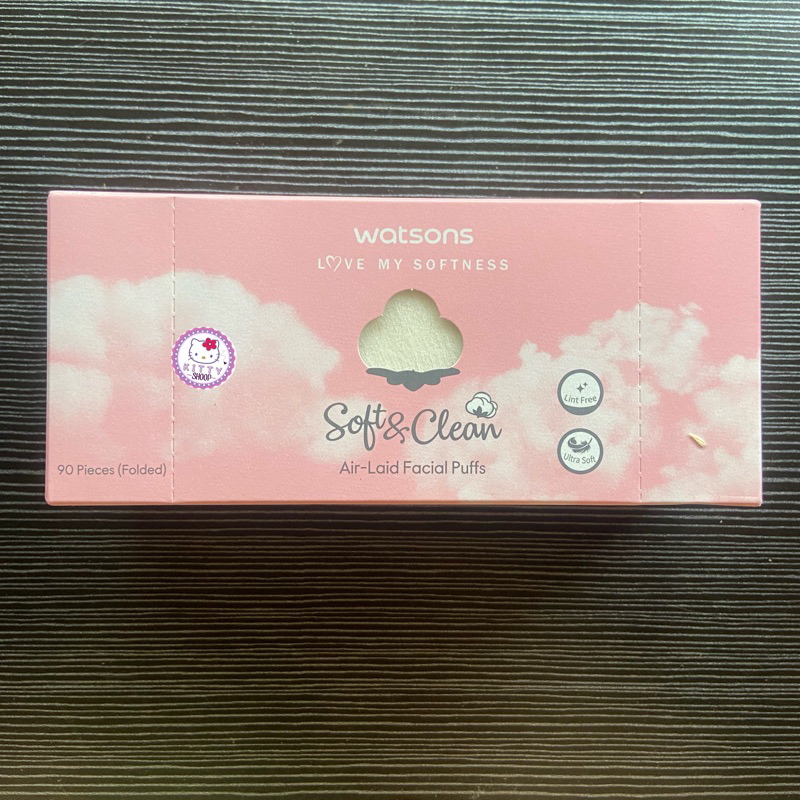 watsons
LOVE MY SOFTNESS
KITTY
SHOOP
Soft & Clean
Lint Free
Ultra Soft
90 Pieces (Folded)
Air-Laid Facial Puffs